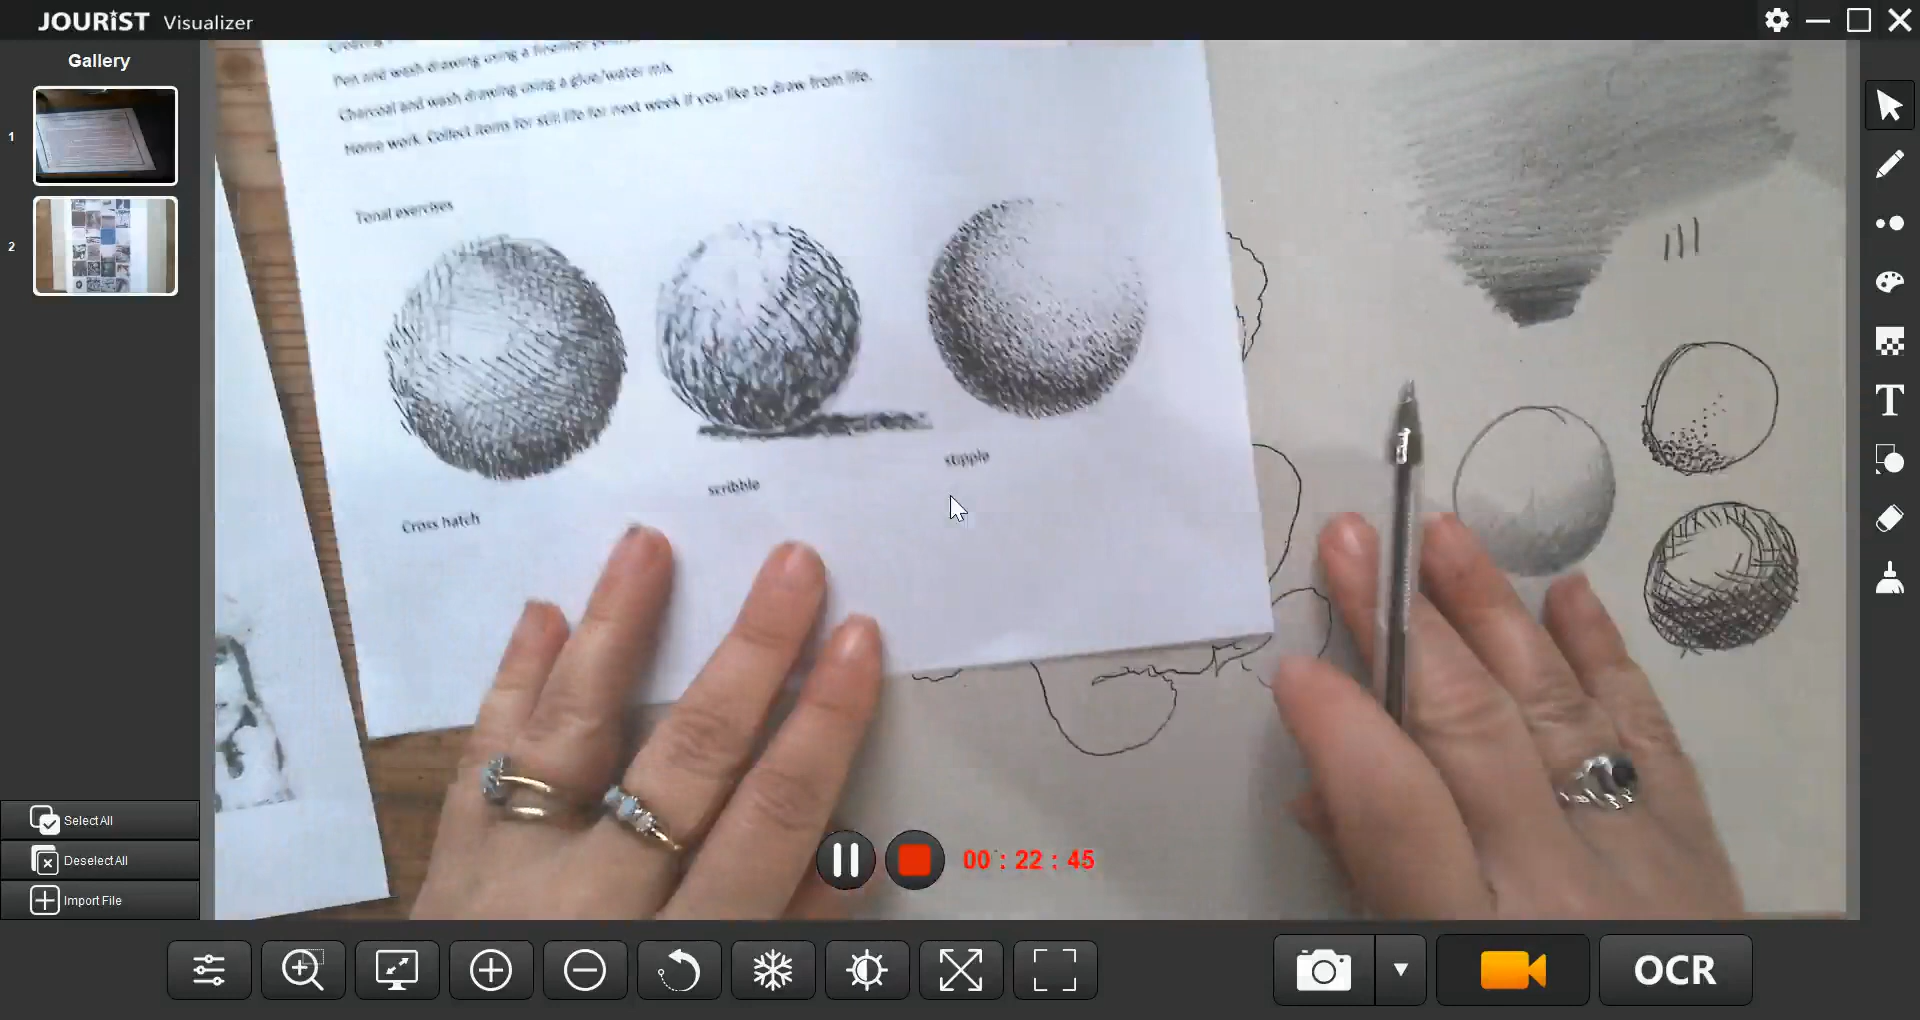 JOURiST Visualizer
Gallery
1
2
Pen and wash drawing using a fineliner
Charcoal and wash drawing using a glue/water mix
Home work. Collect items for still life for next week if you like to draw from life.
Tonal exercises
stipple
scribble
Cross hatch
Select All
Deselect All
Import File
00 : 22 : 45
T
OCR